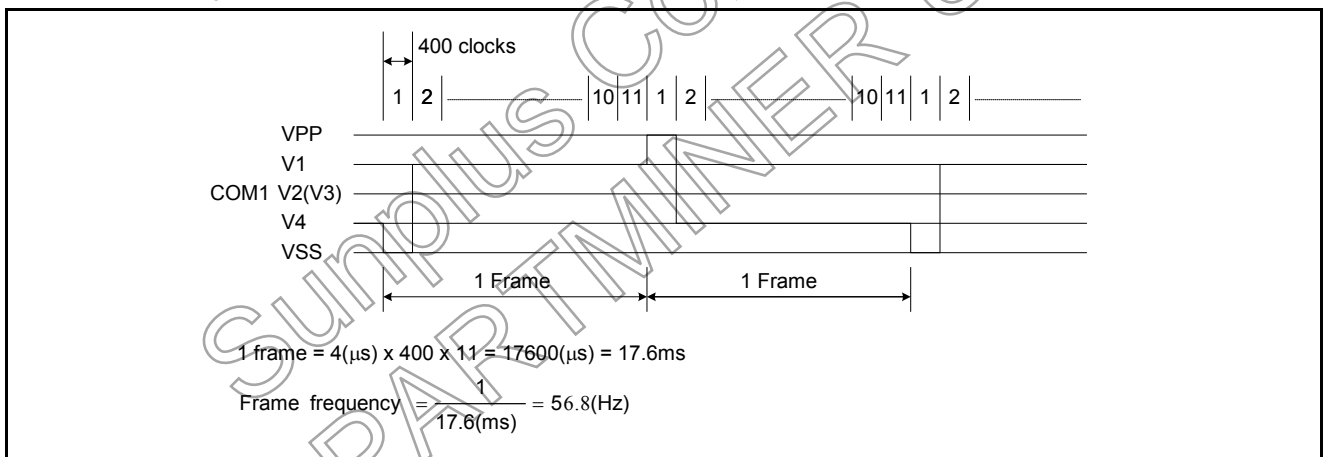 400 clocks
1 2 10 11 1 2 10 11 1 2
VPP
V1
COM1 V2(V3)
V4
VSS
1 Frame 1 Frame
1 frame = 4(μs) x 400 x 11 = 17600(μs) = 17.6ms
Frame frequency = 1 / 17.6(ms) = 56.8(Hz)
Sunplus Co
PARTMINER